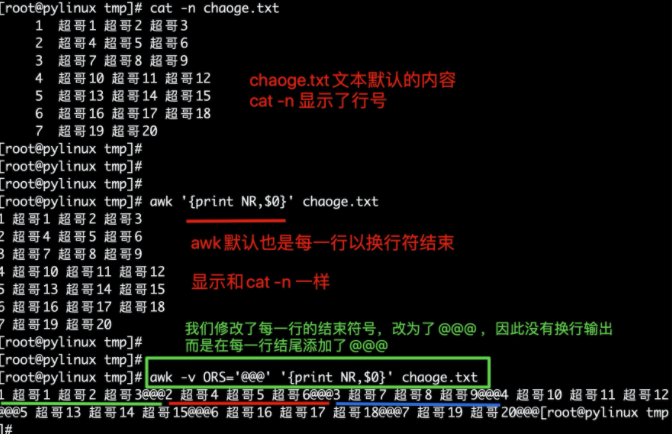 [root@pylinux tmp]# cat -n chaoge.txt
1 超哥1 超哥2 超哥3
2 超哥4 超哥5 超哥6
3 超哥7 超哥8 超哥9
4 超哥10 超哥11 超哥12
5 超哥13 超哥14 超哥15
6 超哥16 超哥17 超哥18
7 超哥19 超哥20
chaoge.txt文本默认的内容
cat -n 显示了行号
[root@pylinux tmp]#
[root@pylinux tmp]#
[root@pylinux tmp]#
[root@pylinux tmp]# awk '{print NR,$0}' chaoge.txt
1 超哥1 超哥2 超哥3
2 超哥4 超哥5 超哥6
3 超哥7 超哥8 超哥9
4 超哥10 超哥11 超哥12
5 超哥13 超哥14 超哥15
6 超哥16 超哥17 超哥18
7 超哥19 超哥20
awk默认也是每一行以换行符结束
显示和cat -n 一样
我们修改了每一行的结束符号，改为了@@@，因此没有换行输出
而是在每一行结尾添加了@@@
[root@pylinux tmp]#
[root@pylinux tmp]#
[root@pylinux tmp]# awk -v ORS='@@@' '{print NR,$0}' chaoge.txt
1 超哥1 超哥2 超哥3@@@2 超哥4 超哥5 超哥6@@@3 超哥7 超哥8 超哥9@@@4 超哥10 超哥11 超哥12
@@@5 超哥13 超哥14 超哥15@@@6 超哥16 超哥17 超哥18@@@7 超哥19 超哥20@@@[root@pylinux tmp
]#